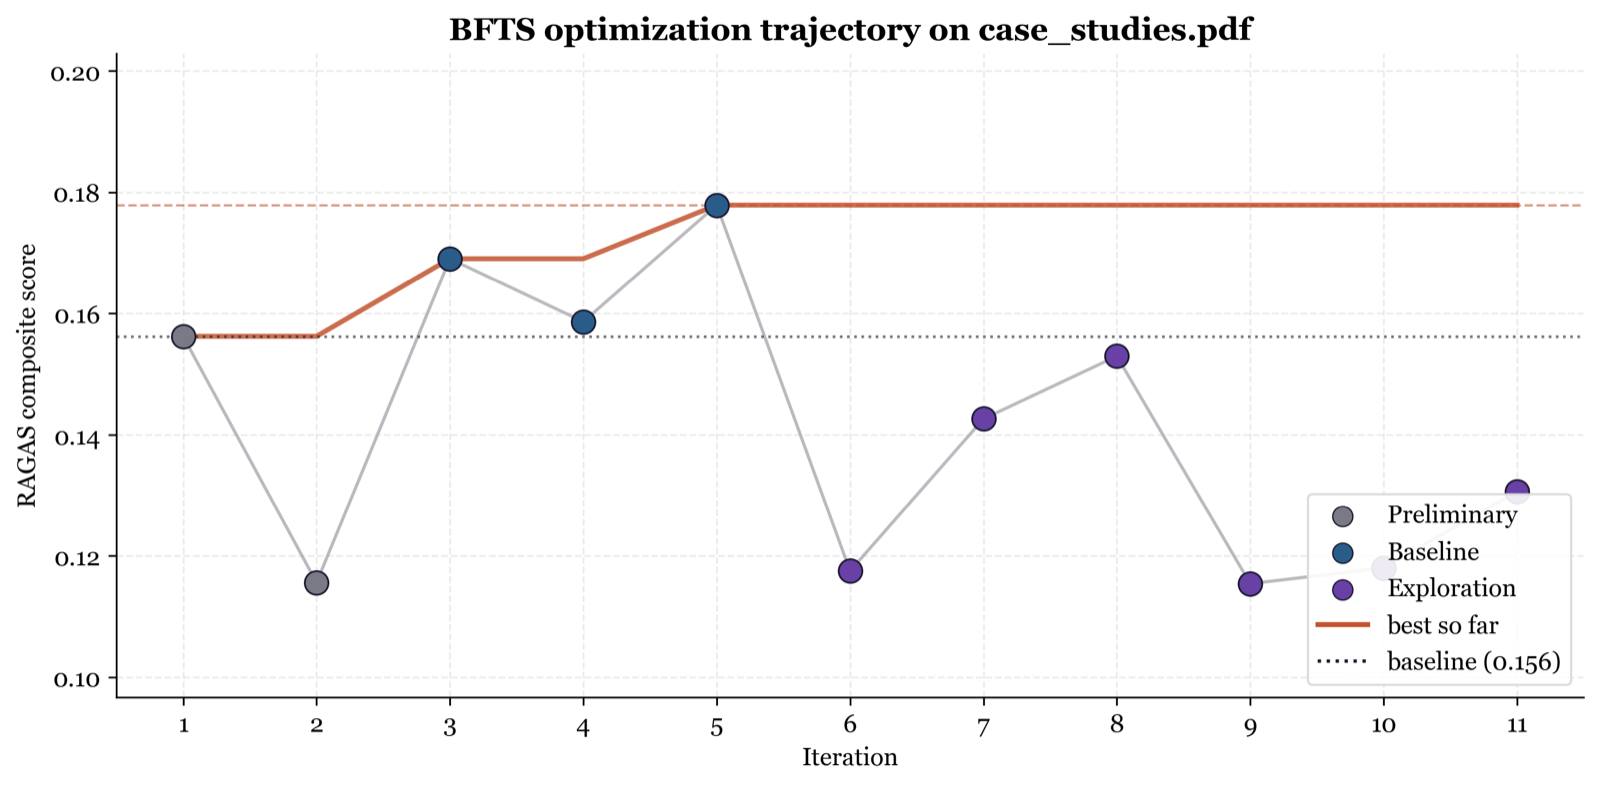 BFTS optimization trajectory on case_studies.pdf
RAGAS composite score
0.20
0.18
0.16
0.14
0.12
0.10
Preliminary
Baseline
Exploration
best so far
baseline (0.156)
1 2 3 4 5 6 7 8 9 10 11
Iteration